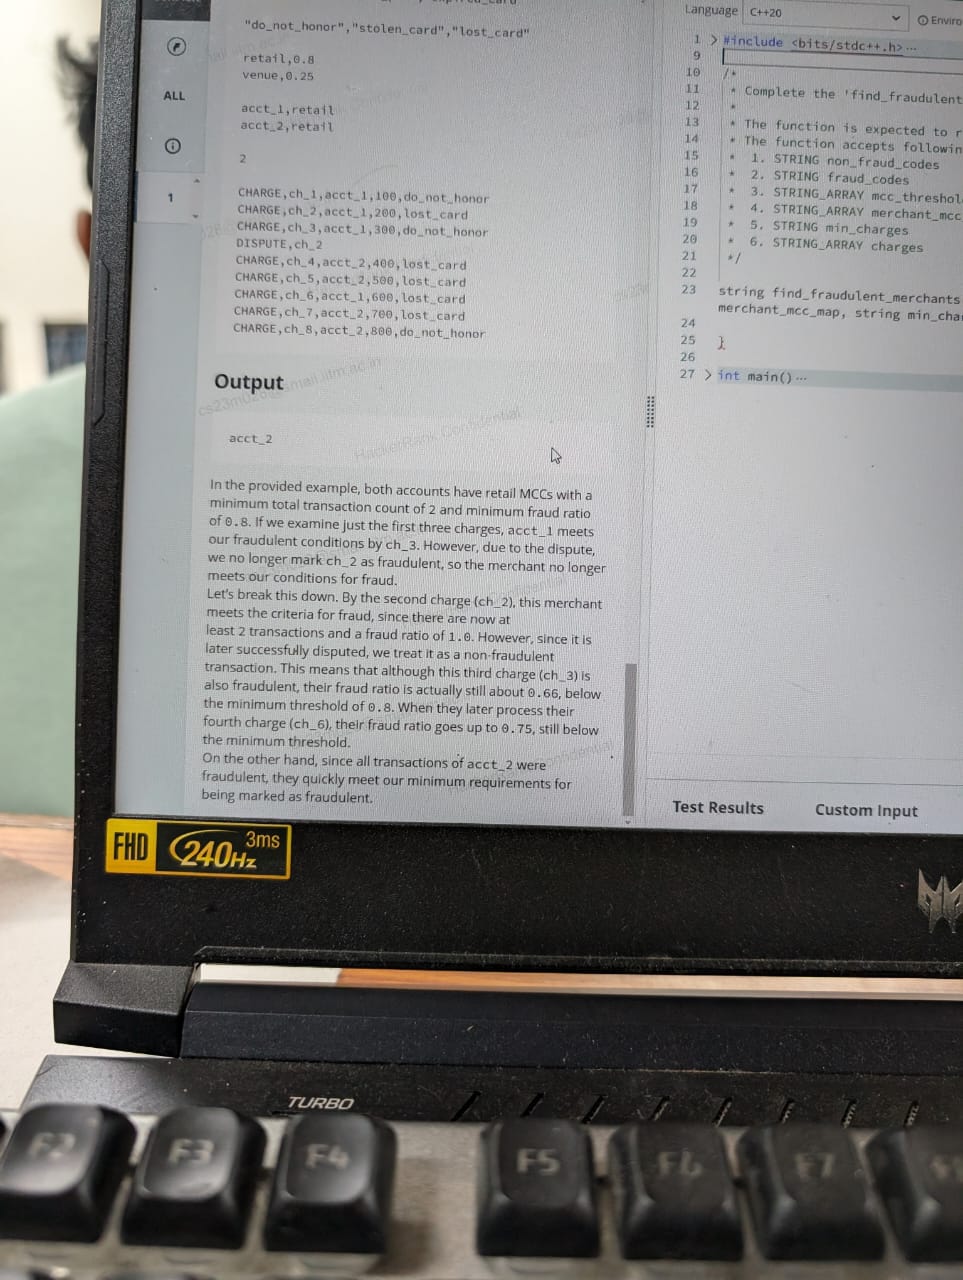 "do_not_honor","stolen_card","lost_card"
retail,0.8
venue,0.25
acct_1,retail
acct_2,retail
2
CHARGE,ch_1,acct_1,100,do_not_honor
CHARGE,ch_2,acct_1,200,lost_card
CHARGE,ch_3,acct_1,300,do_not_honor
DISPUTE,ch_2
CHARGE,ch_4,acct_2,400,lost_card
CHARGE,ch_5,acct_2,500,lost_card
CHARGE,ch_6,acct_1,600,lost_card
CHARGE,ch_7,acct_2,700,lost_card
CHARGE,ch_8,acct_2,800,do_not_honor
Output
acct_2
HackerRank Confidential
In the provided example, both accounts have retail MCCs with a
minimum total transaction count of 2 and minimum fraud ratio
of 0.8. If we examine just the first three charges, acct_1 meets
our fraudulent conditions by ch_3. However, due to the dispute,
we no longer mark ch_2 as fraudulent, so the merchant no longer
meets our conditions for fraud.
Let's break this down. By the second charge (ch_2), this merchant
meets the criteria for fraud, since there are now at
least 2 transactions and a fraud ratio of 1.0. However, since it is
later successfully disputed, we treat it as a non-fraudulent
transaction. This means that although this third charge (ch_3) is
also fraudulent, their fraud ratio is actually still about 0.66, below
the minimum threshold of 0.8. When they later process their
fourth charge (ch_6), their fraud ratio goes up to 0.75, still below
the minimum threshold.
On the other hand, since all transactions of acct_2 were
fraudulent, they quickly meet our minimum requirements for
being marked as fraudulent.
ALL
1
Language C++20
Enviro
1 > #include <bits/stdc++.h> ...
9
10 /*
11 * Complete the 'find_fraudulent
12 *
13 * The function is expected to r
14 * The function accepts followin
15 * 1. STRING non_fraud_codes
16 * 2. STRING fraud_codes
17 * 3. STRING_ARRAY mcc_threshol
18 * 4. STRING_ARRAY merchant_mcc
19 * 5. STRING min_charges
20 * 6. STRING_ARRAY charges
21 */
22
23 string find_fraudulent_merchants
merchant_mcc_map, string min_cha
24
25 }
26
27 > int main() ...
Test Results Custom Input
FHD 240Hz 3ms
TURBO
F2 F3 F4 F5 F6 F7